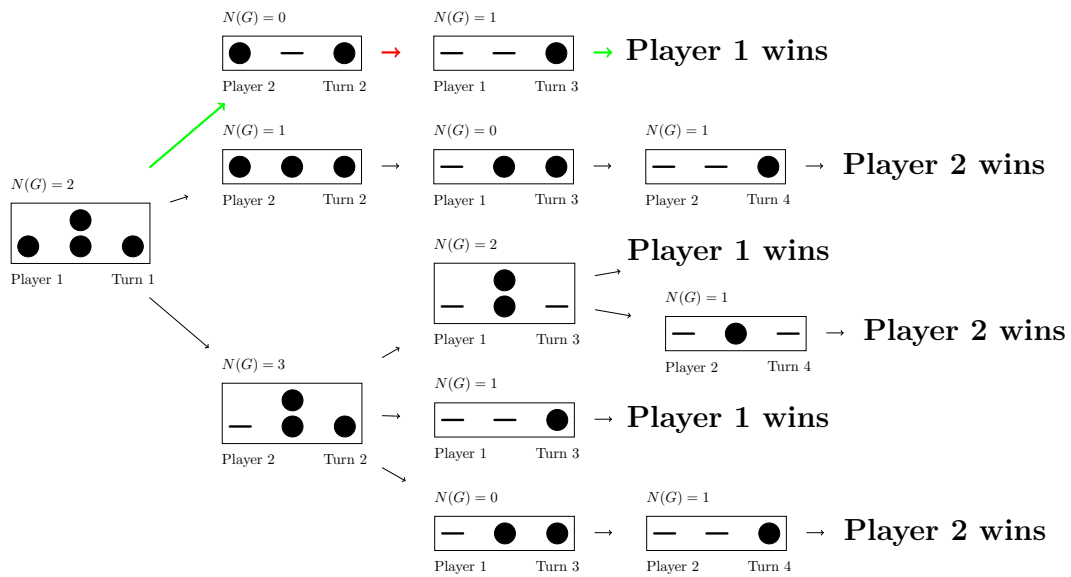 N(G) = 0
N(G) = 1
Player 2 Turn 2
Player 1 Turn 3
Player 1 wins
N(G) = 1
N(G) = 0
N(G) = 1
Player 2 Turn 2
Player 1 Turn 3
Player 2 Turn 4
Player 2 wins
N(G) = 2
Player 1 Turn 1
N(G) = 2
Player 1 Turn 3
Player 1 wins
N(G) = 1
Player 2 Turn 4
Player 2 wins
N(G) = 3
Player 2 Turn 2
N(G) = 1
Player 1 Turn 3
Player 1 wins
N(G) = 0
N(G) = 1
Player 1 Turn 3
Player 2 Turn 4
Player 2 wins